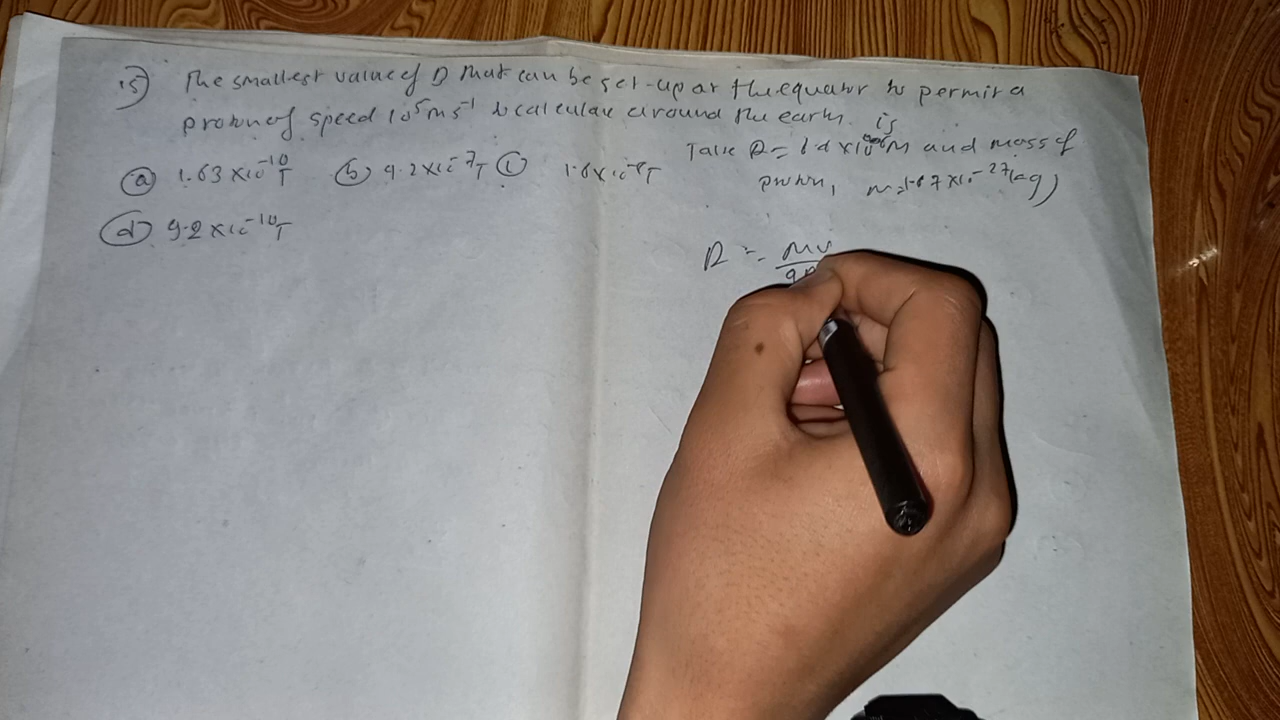 15) The smallest value of B that can be set-up at the equator to permit a
proton of speed 10⁵ms⁻¹ to calculate around the earth is
Take R = 6.4 × 10⁶m and mass of
proton, m=1.67×10⁻²⁷kg)
(a) 1.63 ×10⁻¹⁰T (b) 9.2×10⁻⁷T (c) 1.6×10⁻⁸T
(d) 9.2×10⁻¹⁰T
R = mv
q